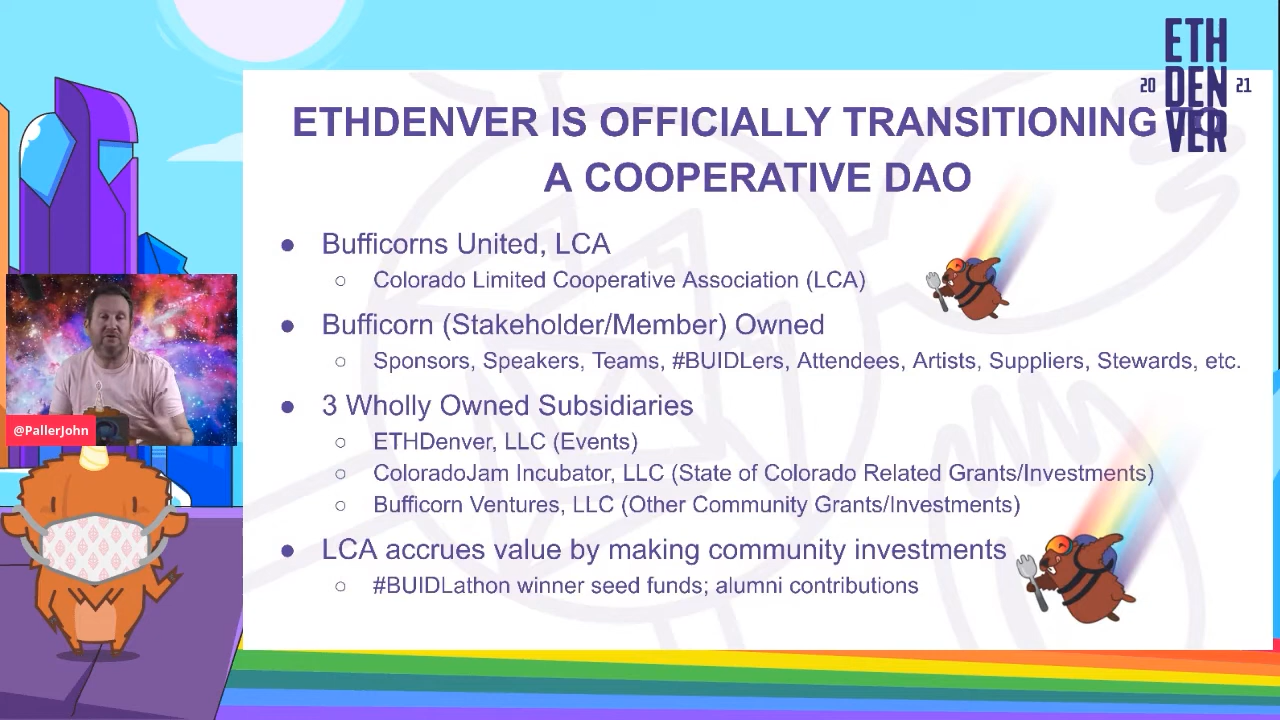 ETH
20 DEN 21
VER
ETHDENVER IS OFFICIALLY TRANSITIONING TO
A COOPERATIVE DAO
● Bufficorns United, LCA
○ Colorado Limited Cooperative Association (LCA)
● Bufficorn (Stakeholder/Member) Owned
○ Sponsors, Speakers, Teams, #BUIDLers, Attendees, Artists, Suppliers, Stewards, etc.
● 3 Wholly Owned Subsidiaries
○ ETHDenver, LLC (Events)
○ ColoradoJam Incubator, LLC (State of Colorado Related Grants/Investments)
○ Bufficorn Ventures, LLC (Other Community Grants/Investments)
● LCA accrues value by making community investments
○ #BUIDLathon winner seed funds; alumni contributions
@PallerJohn